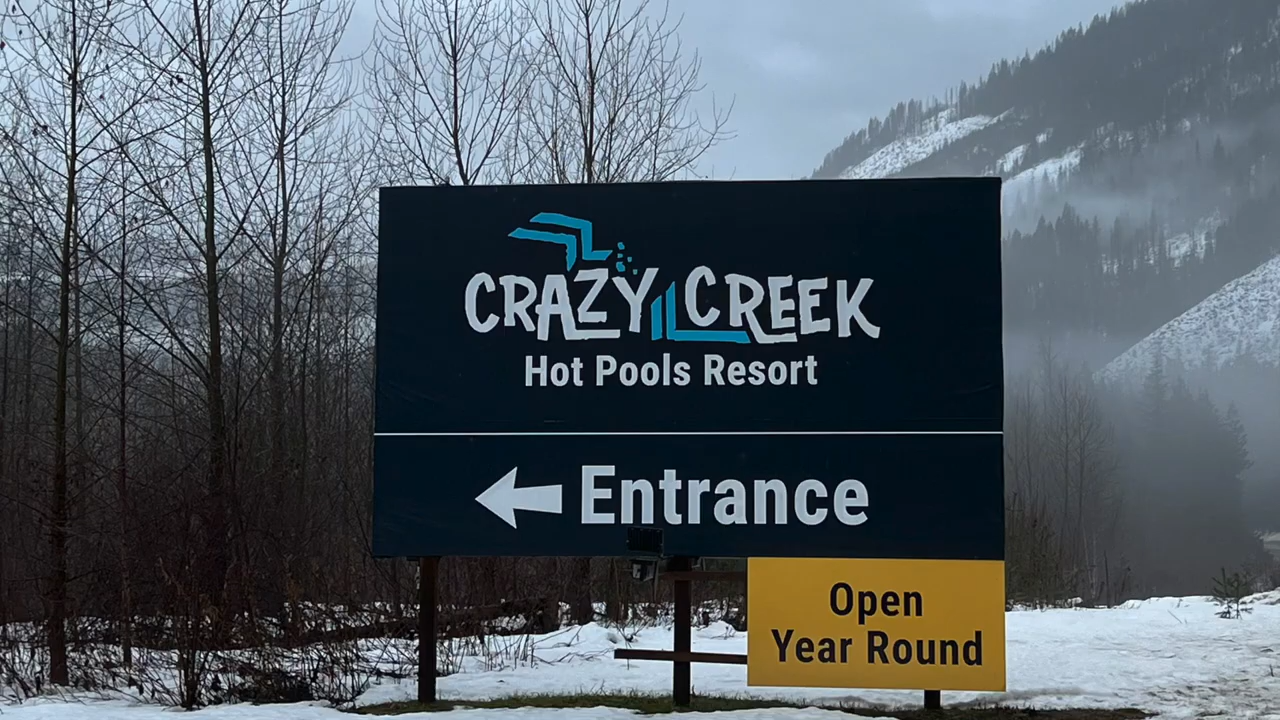 CRAZY CREEK
Hot Pools Resort
Entrance
Open
Year Round